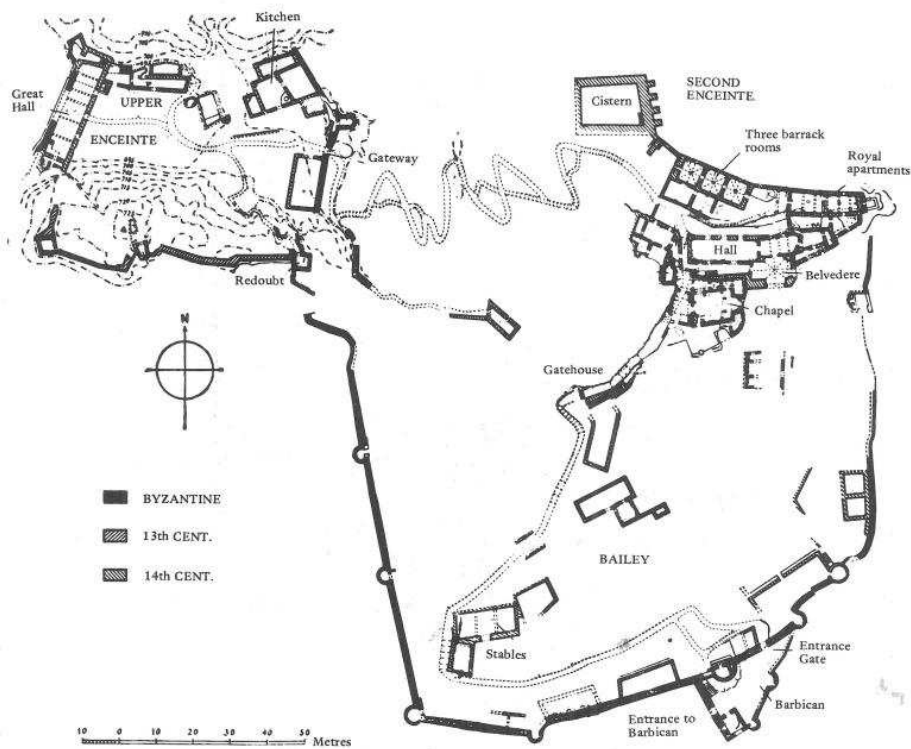 Kitchen
Great
Hall
UPPER
ENCEINTE
Gateway
Redoubt
Cistern
SECOND
ENCEINTE.
Three barrack
rooms
Royal
apartments
Hall
Belvedere
Chapel
Gatehouse
N
BYZANTINE
13th CENT.
14th CENT.
BAILEY
Stables
Entrance
Gate
Barbican
Entrance to
Barbican
10 0 10 20 30 40 50
Metres